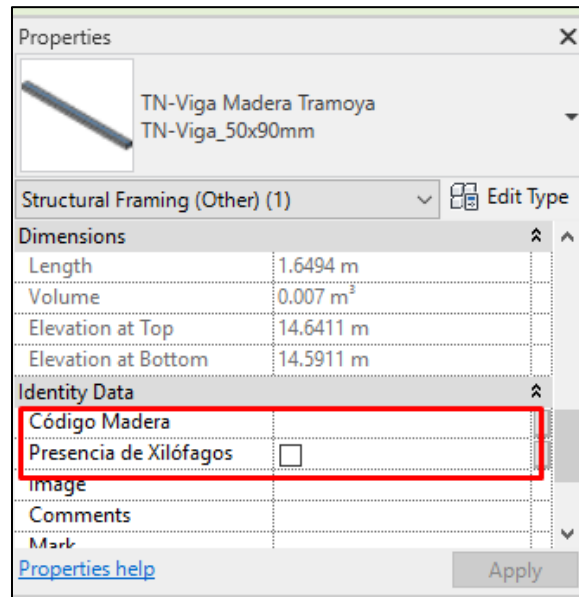 Properties
TN-Viga Madera Tramoya
TN-Viga_50x90mm
Structural Framing (Other) (1) Edit Type
Dimensions
Length 1.6494 m
Volume 0.007 m³
Elevation at Top 14.6411 m
Elevation at Bottom 14.5911 m
Identity Data
Código Madera
Presencia de Xilófagos
Image
Comments
Mark
Properties help Apply